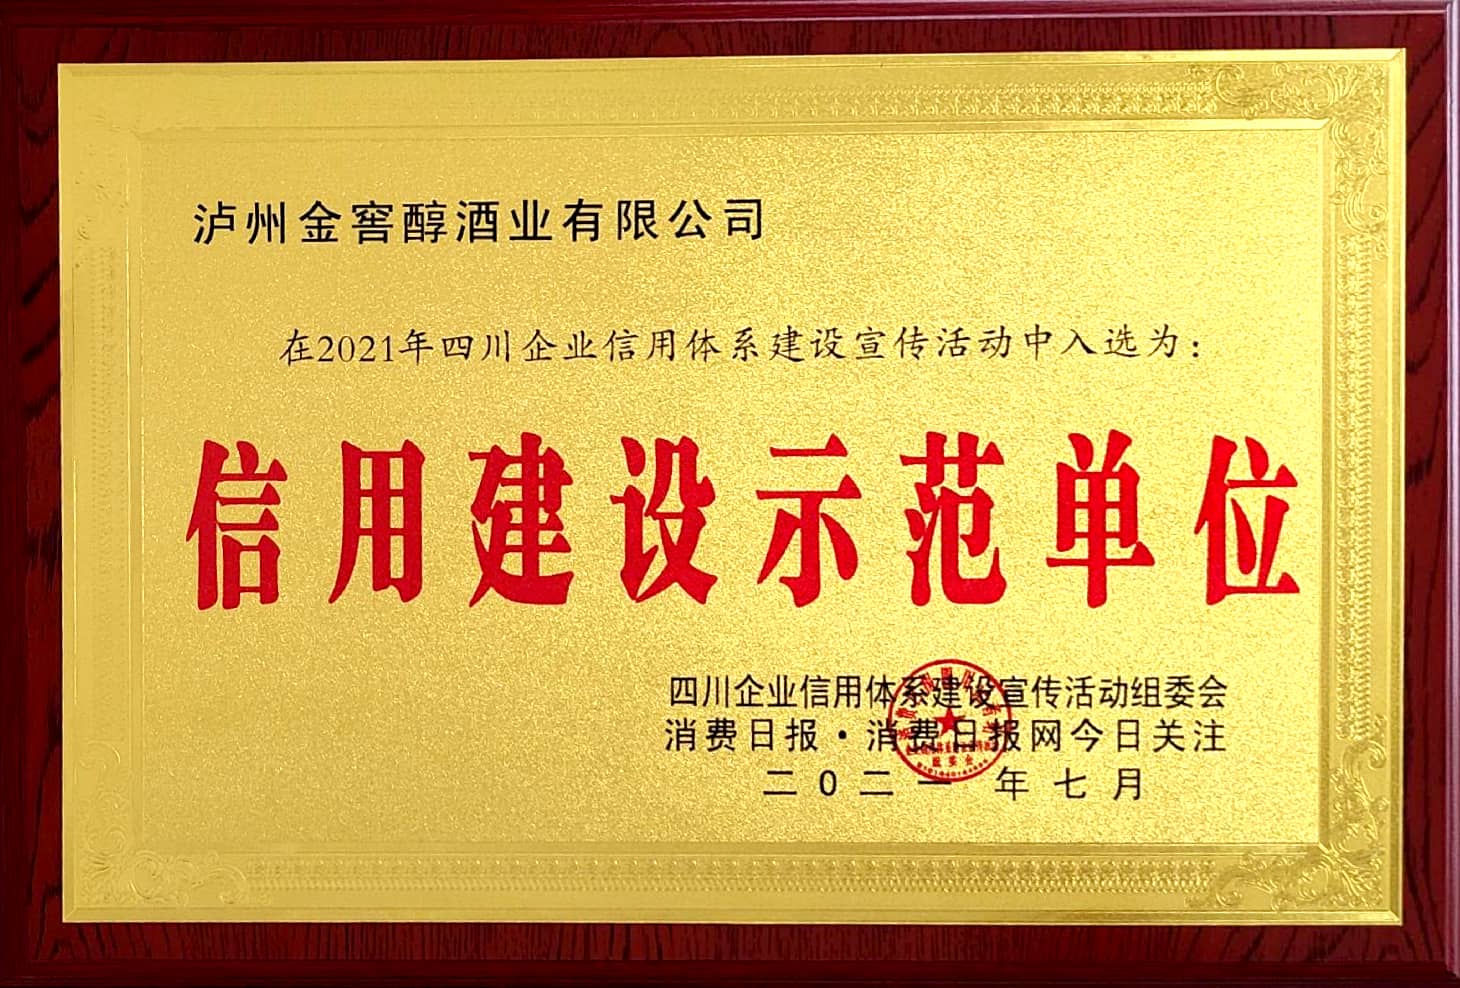 泸州金窖醇酒业有限公司
在2021年四川企业信用体系建设宣传活动中入选为：
信用建设示范单位
四川企业信用体系建设宣传活动组委会
消费日报·消费日报网今日关注
二0二一 年七月